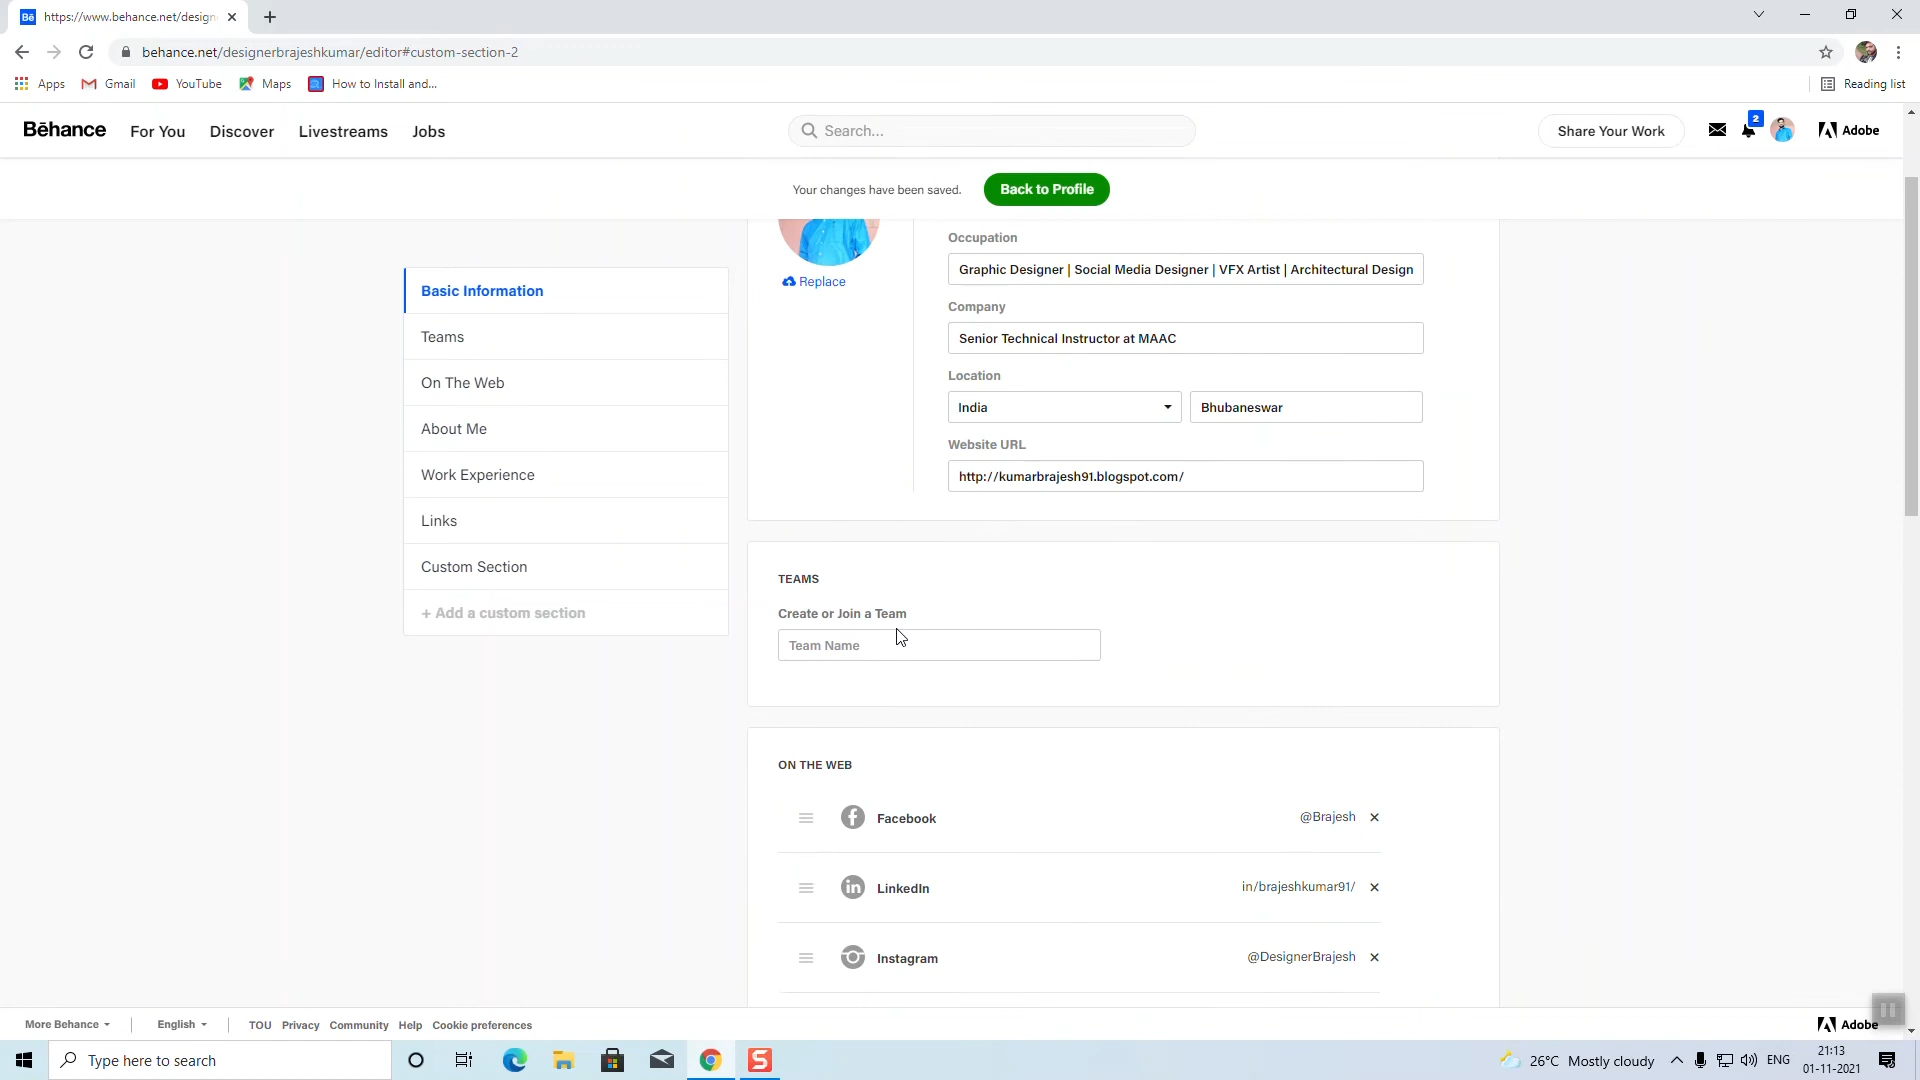 Bē https://www.behance.net/design
behance.net/designerbrajeshkumar/editor#custom-section-2
Apps Gmail YouTube Maps How to Install and... Reading list
Bēhance For You Discover Livestreams Jobs Search... Share Your Work 2 Adobe
Your changes have been saved. Back to Profile
Occupation
Graphic Designer | Social Media Designer | VFX Artist | Architectural Design
Replace
Company
Senior Technical Instructor at MAAC
Location
India Bhubaneswar
Website URL
http://kumarbrajesh91.blogspot.com/
Basic Information
Teams
On The Web
About Me
Work Experience
Links
Custom Section
+ Add a custom section
TEAMS
Create or Join a Team
Team Name
ON THE WEB
Facebook @Brajesh
in LinkedIn in/brajeshkumar91/
Instagram @DesignerBrajesh
More Behance English TOU Privacy Community Help Cookie preferences Adobe
Type here to search S 26°C Mostly cloudy ENG 21:13
01-11-2021